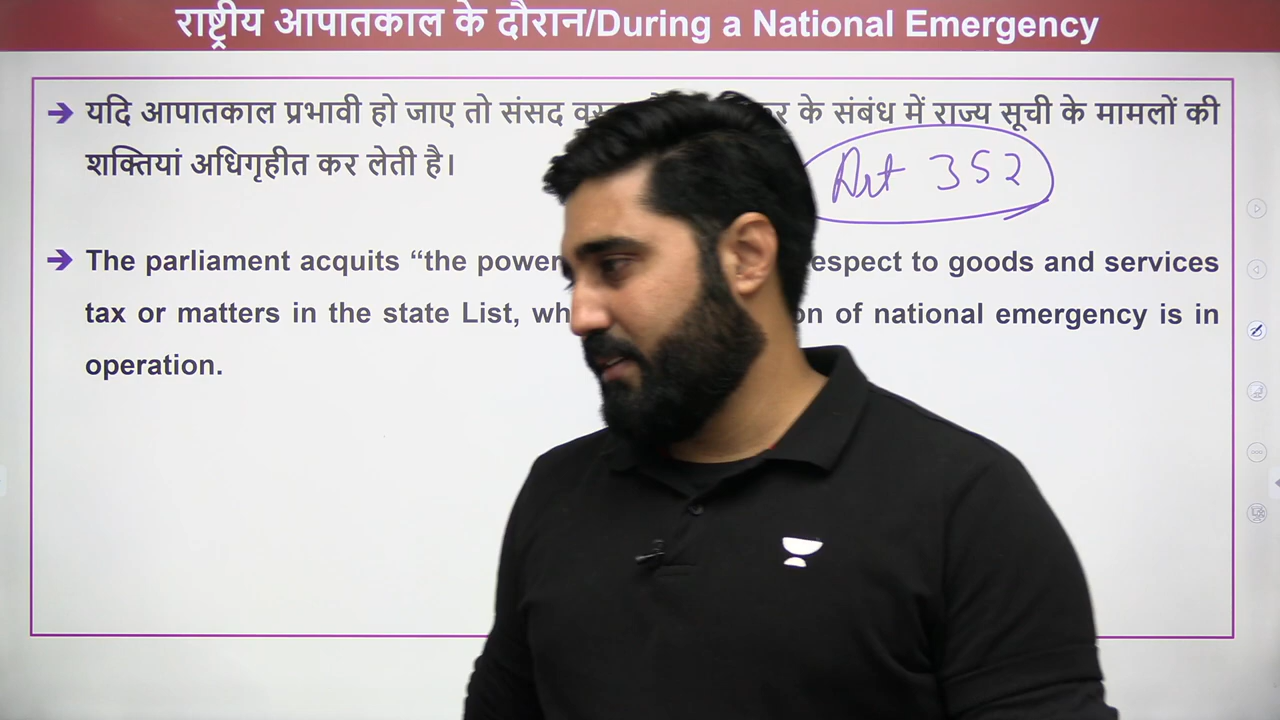 राष्ट्रीय आपातकाल के दौरान/During a National Emergency
→ यदि आपातकाल प्रभावी हो जाए तो संसद के संबंध में राज्य सूची के मामलों की
शक्तियां अधिगृहीत कर लेती है।
Art 352
→ The parliament acquits “the power espect to goods and services
tax or matters in the state List, wh on of national emergency is in
operation.